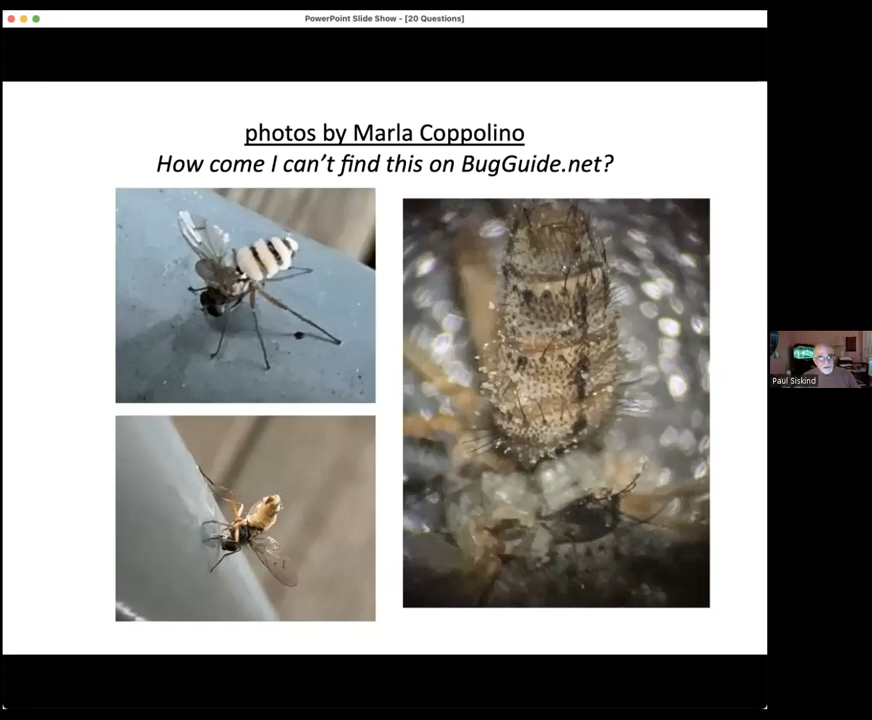 PowerPoint Slide Show - [20 Questions]
photos by Marla Coppolino
How come I can't find this on BugGuide.net?
Paul Siskind